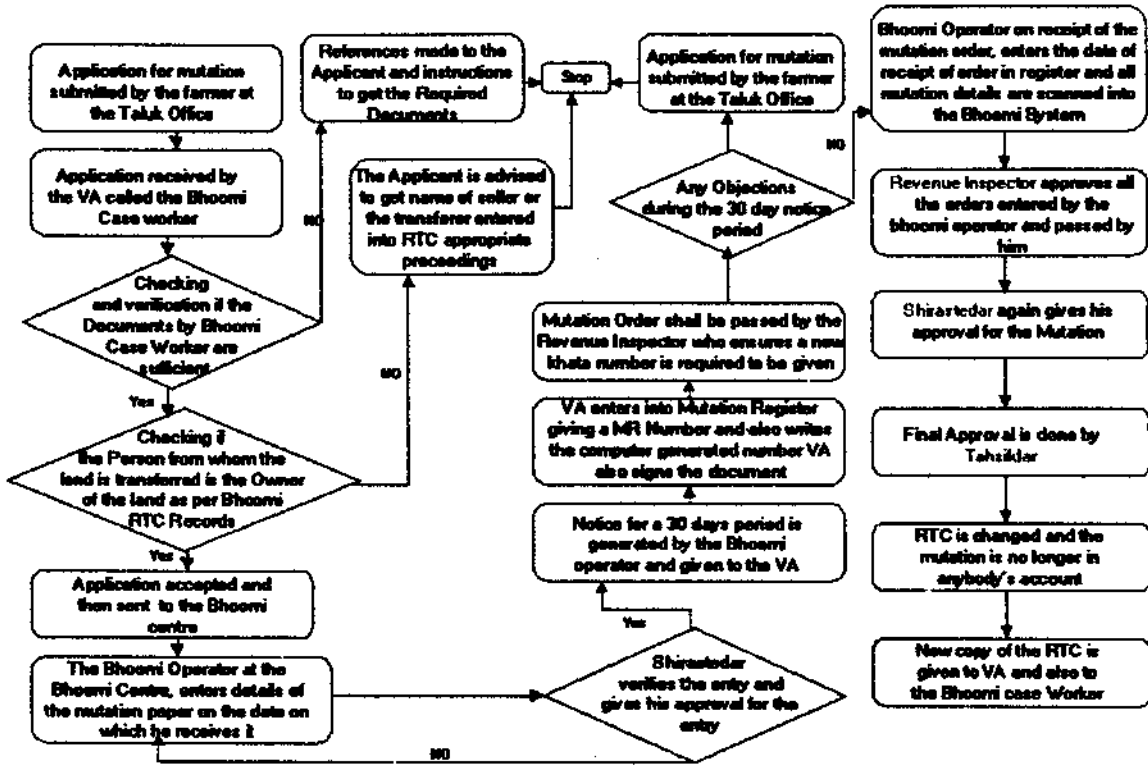 Application for mutation
submitted by the farmer at
the Taluk Office
Application received by
the VA called the Bhoomi
Case worker
Checking
and verification if the
Documents by Bhoomi
Case Worker are
sufficient
NO
Yes
References made to the
Applicant and instructions
to get the Required
Documents
Stop
Checking if
the Person from whom the
land is transferred is the Owner
of the land as per Bhoomi
RTC Records
NO
Yes
The Applicant is advised
to get name of seller or
the transferer entered
into RTC appropriate
proceedings
Application accepted and
then sent to the Bhoomi
centre
The Bhoomi Operator at the
Bhoomi Centre, enters details of
the mutation paper on the date on
which he receives it
Shirastedar
verifies the entry and
gives his approval for the
entry
NO
Yes
Notice for a 30 days period is
generated by the Bhoomi
operator and given to the VA
VA enters into Mutation Register
giving a MR Number and also writes
the computer generated number VA
also signs the document
Mutation Order shall be passed by the
Revenue Inspector who ensures a new
khata number is required to be given
Any Objections
during the 30 day notice
period
NO
Application for mutation
submitted by the farmer
at the Taluk Office
Bhoomi Operator on receipt of the
mutation order, enters the date of
receipt of order in register and all
mutation details are scanned into
the Bhoomi System
Revenue Inspector approves all
the orders entered by the
bhoomi operator and passed by
him
Shirastedar again gives his
approval for the Mutation
Final Approval is done by
Tahsildar
RTC is changed and the
mutation is no longer in
anybody's account
New copy of the RTC is
given to VA and also to
the Bhoomi case Worker